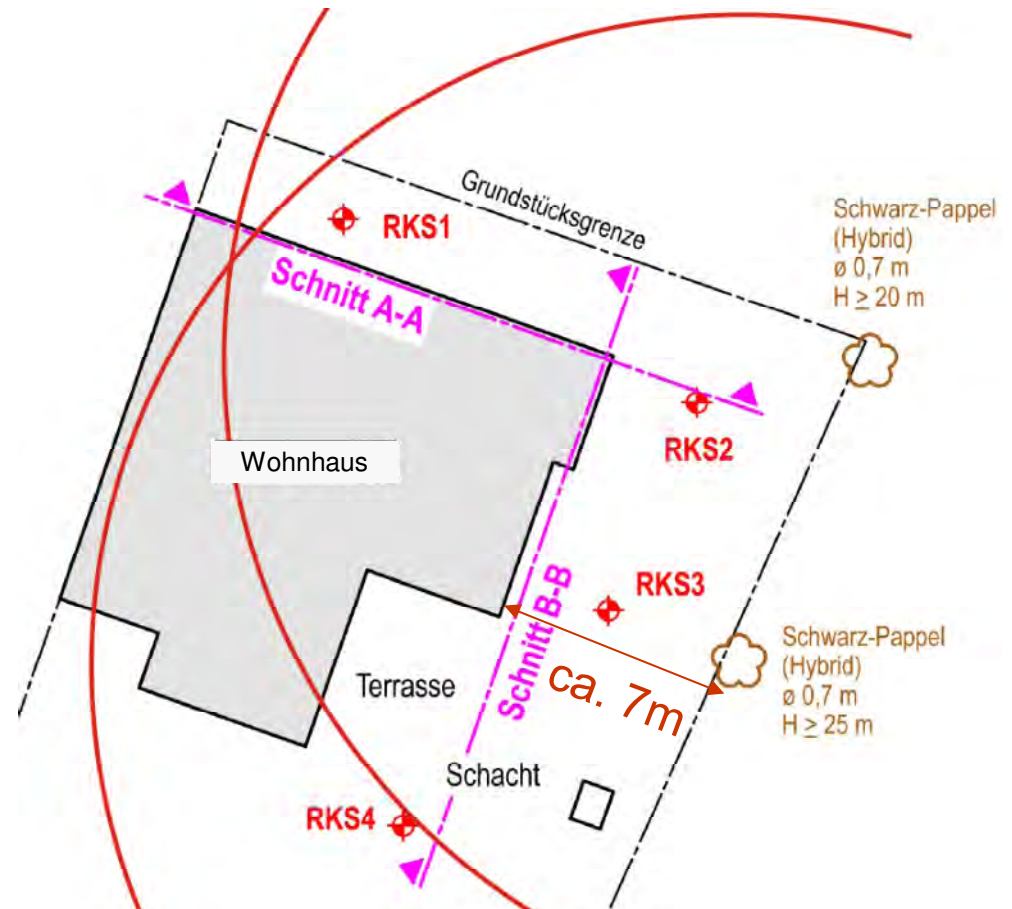 Grundstücksgrenze
Schwarz-Pappel
(Hybrid)
ø 0,7 m
H ≥ 20 m
RKS1
Schnitt A-A
RKS2
Wohnhaus
RKS3
Schnitt B-B
ca. 7m
Schwarz-Pappel
(Hybrid)
ø 0,7 m
H ≥ 25 m
Terrasse
Schacht
RKS4